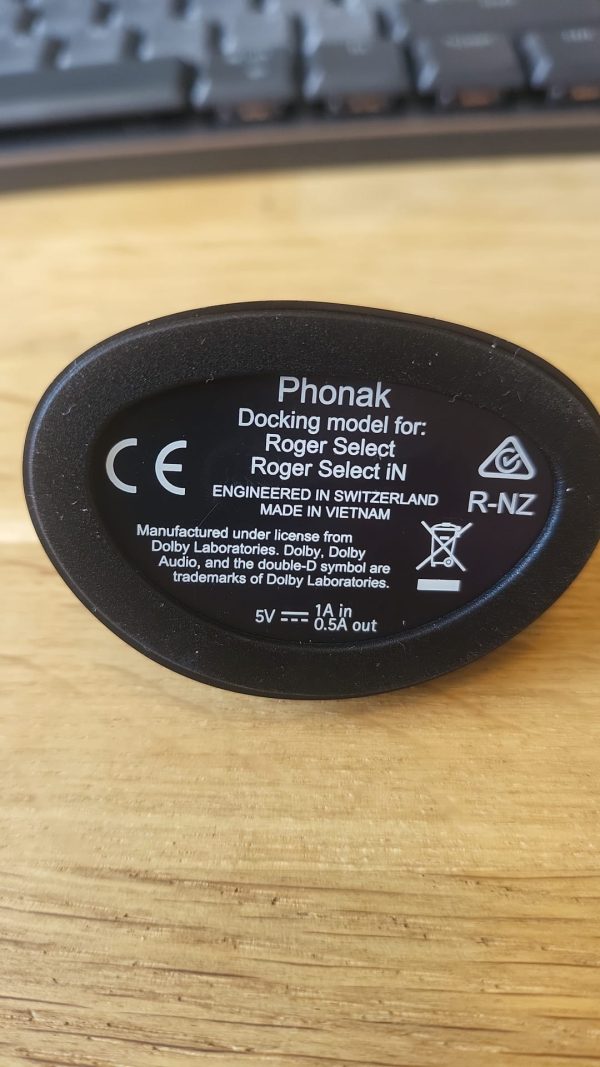 Phonak
Docking model for:
Roger Select
Roger Select iN
CE
ENGINEERED IN SWITZERLAND
MADE IN VIETNAM
R-NZ
Manufactured under license from
Dolby Laboratories. Dolby, Dolby
Audio, and the double-D symbol are
trademarks of Dolby Laboratories.
5V
1A in
0.5A out